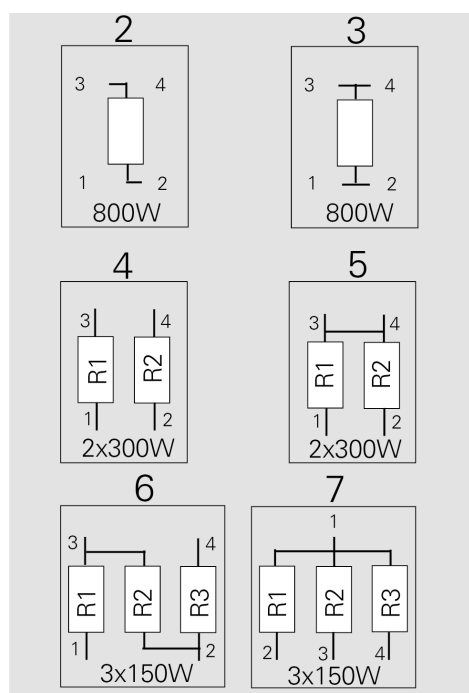 2 3
3 4 3 4
1 2 1 2
800W 800W
4 5
3 4 3 4
R1 R2 R1 R2
1 2 1 2
2x300W 2x300W
6 7
1
3 4
R1 R2 R3 R1 R2 R3
1 2 2 3 4
3x150W 3x150W